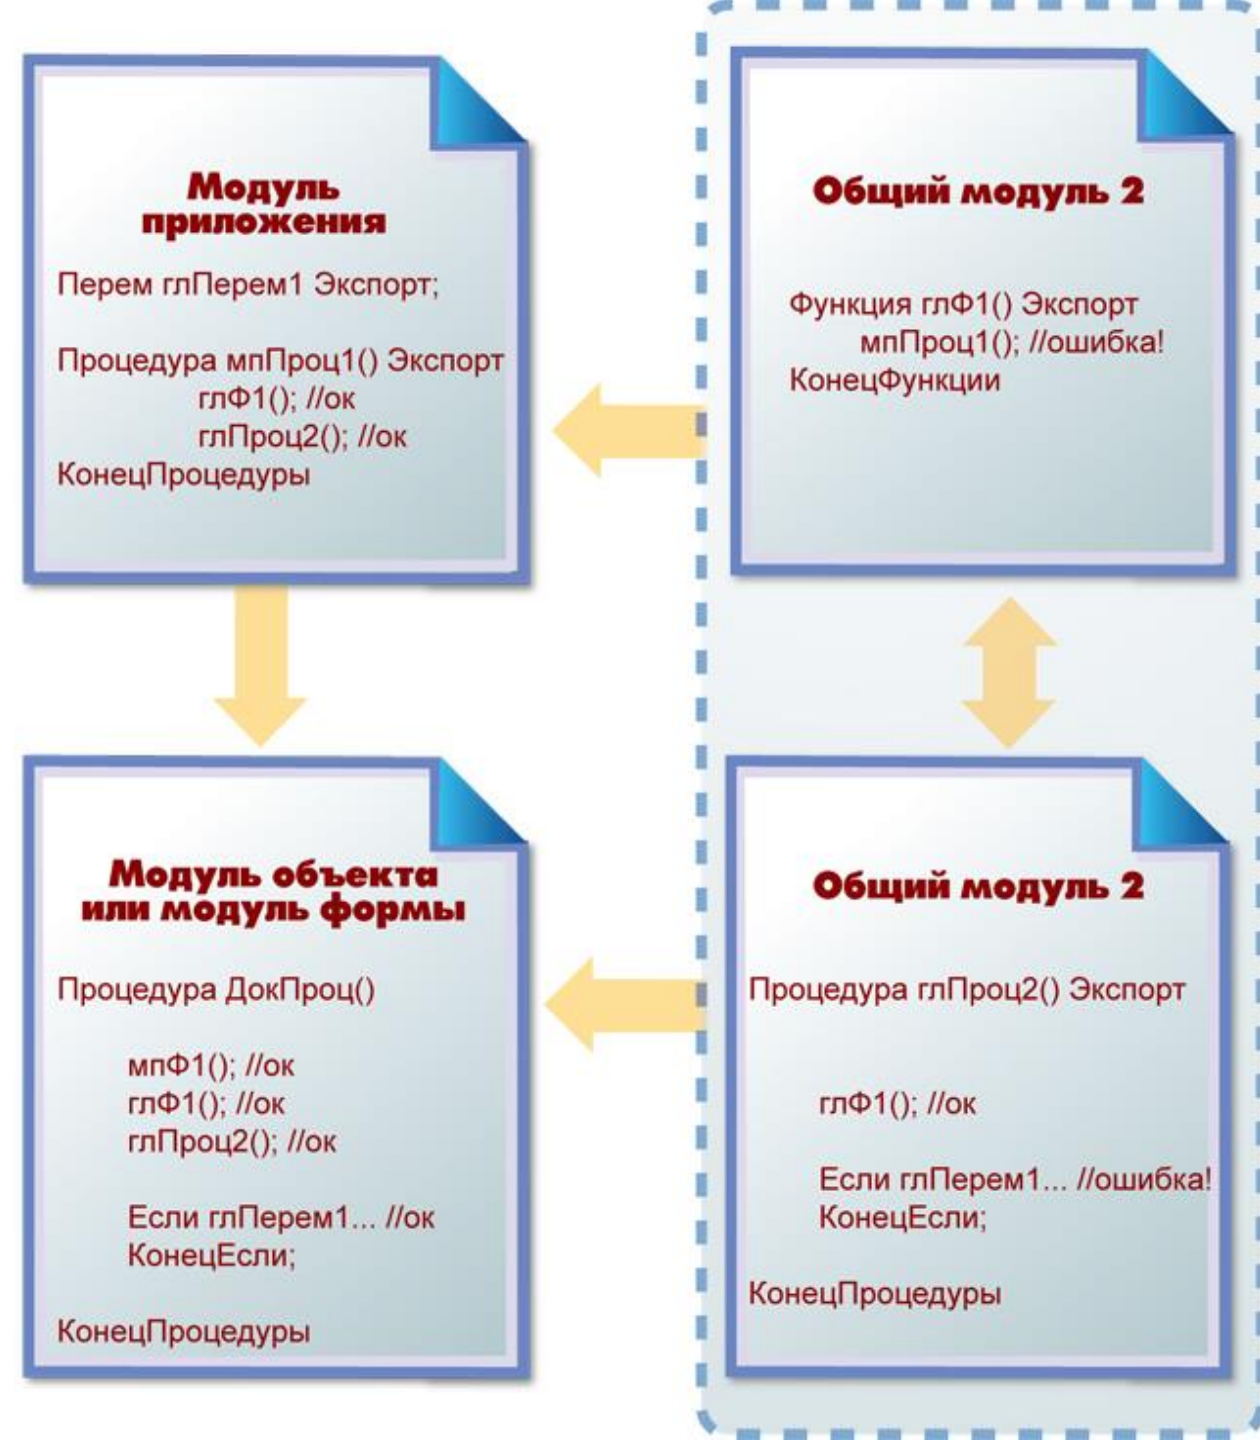 Модуль
приложения
Перем глПерем1 Экспорт;
Процедура мпПроц1() Экспорт
глФ1(); //ок
глПроц2(); //ок
КонецПроцедуры
Общий модуль 2
Функция глФ1() Экспорт
мпПроц1(); //ошибка!
КонецФункции
Модуль объекта
или модуль формы
Процедура ДокПроц()
мпФ1(); //ок
глФ1(); //ок
глПроц2(); //ок
Если глПерем1... //ок
КонецЕсли;
КонецПроцедуры
Общий модуль 2
Процедура глПроц2() Экспорт
глФ1(); //ок
Если глПерем1... //ошибка!
КонецЕсли;
КонецПроцедуры